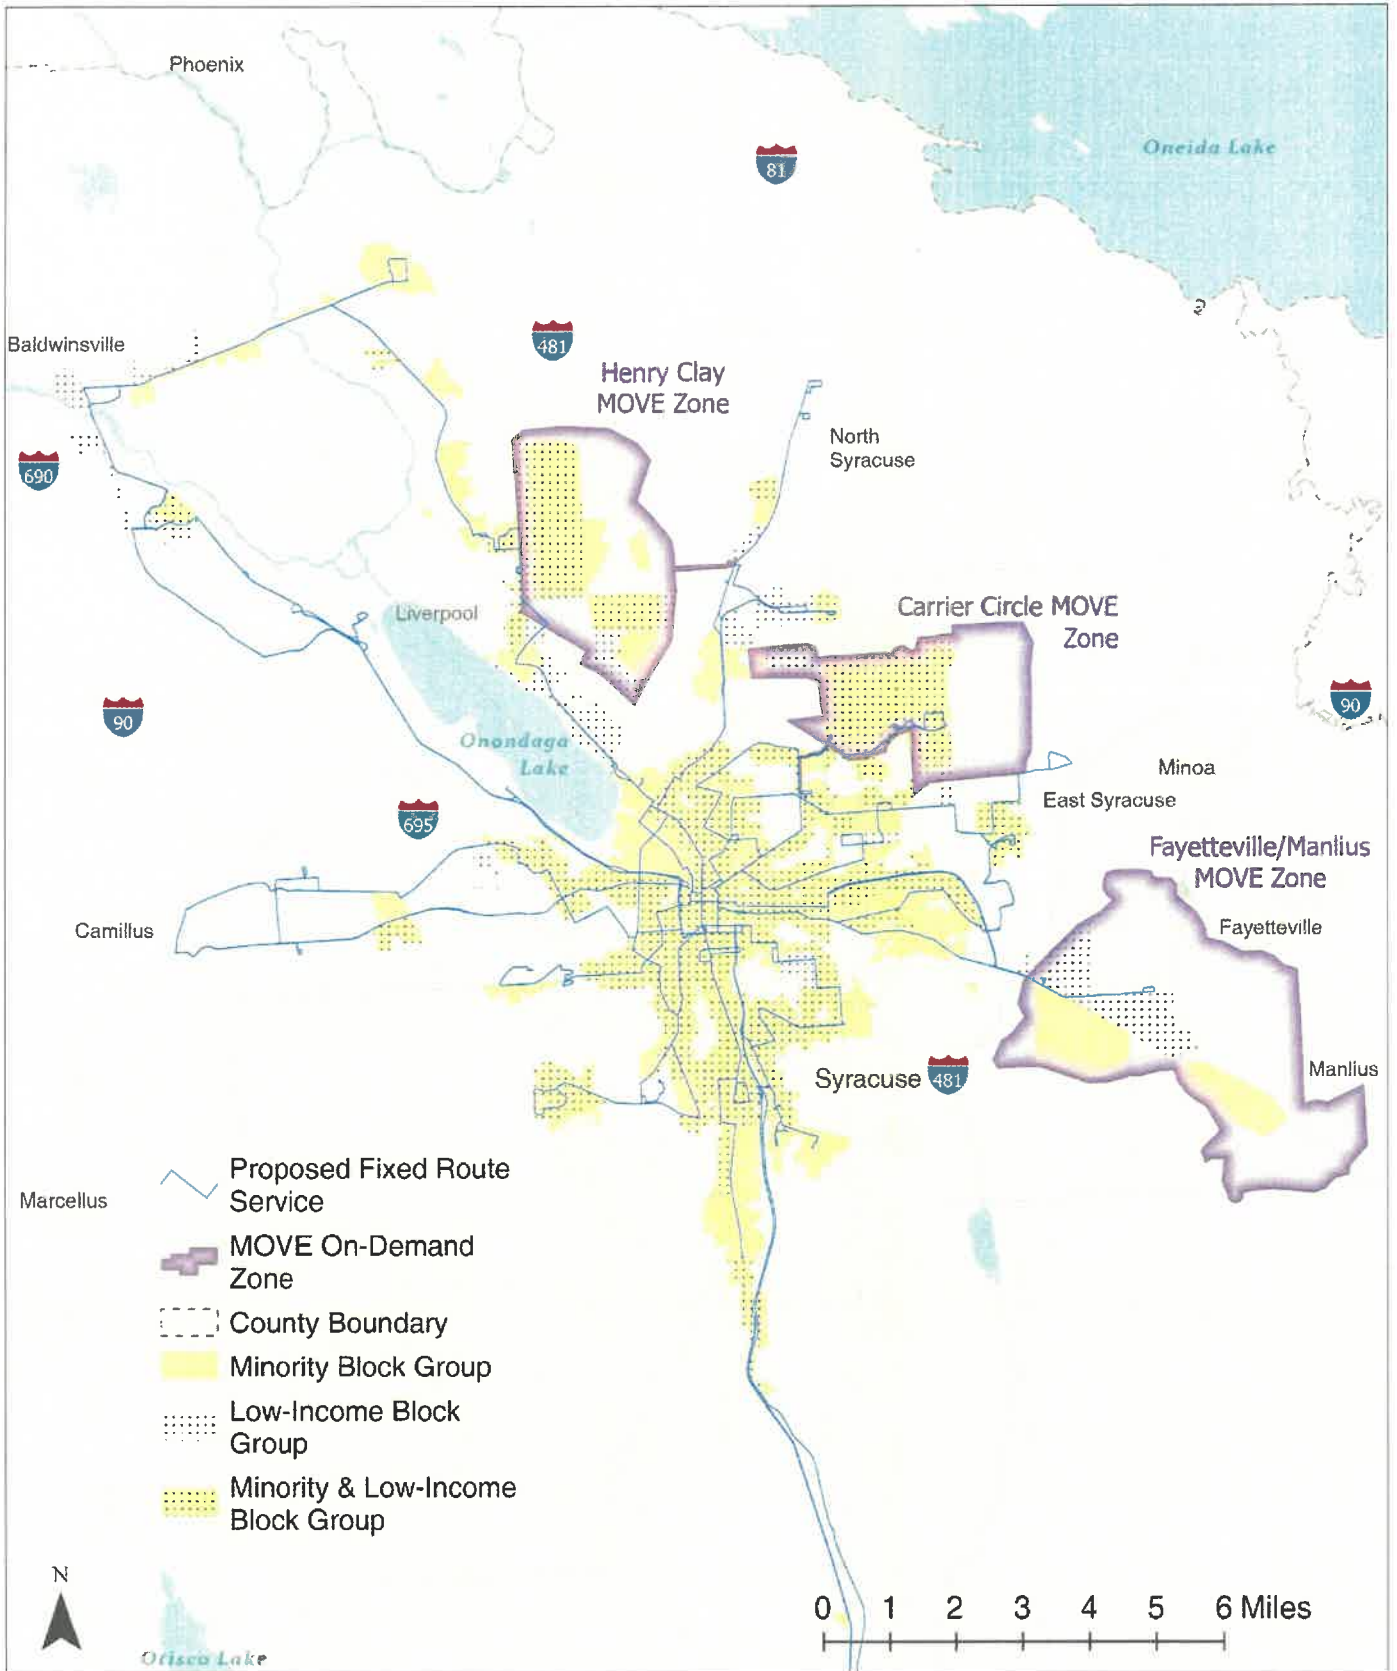 Phoenix
Oneida Lake
81
Baldwinsville
481
Henry Clay
MOVE Zone
North
Syracuse
690
Liverpool
Carrier Circle MOVE
Zone
90
90
Onondaga
Lake
Minoa
East Syracuse
695
Fayetteville/Manlius
MOVE Zone
Camillus
Fayetteville
Syracuse
481
Manlius
Marcellus
Proposed Fixed Route
Service
MOVE On-Demand
Zone
County Boundary
Minority Block Group
Low-Income Block
Group
Minority & Low-Income
Block Group
N
0 1 2 3 4 5 6 Miles
Otisco Lake